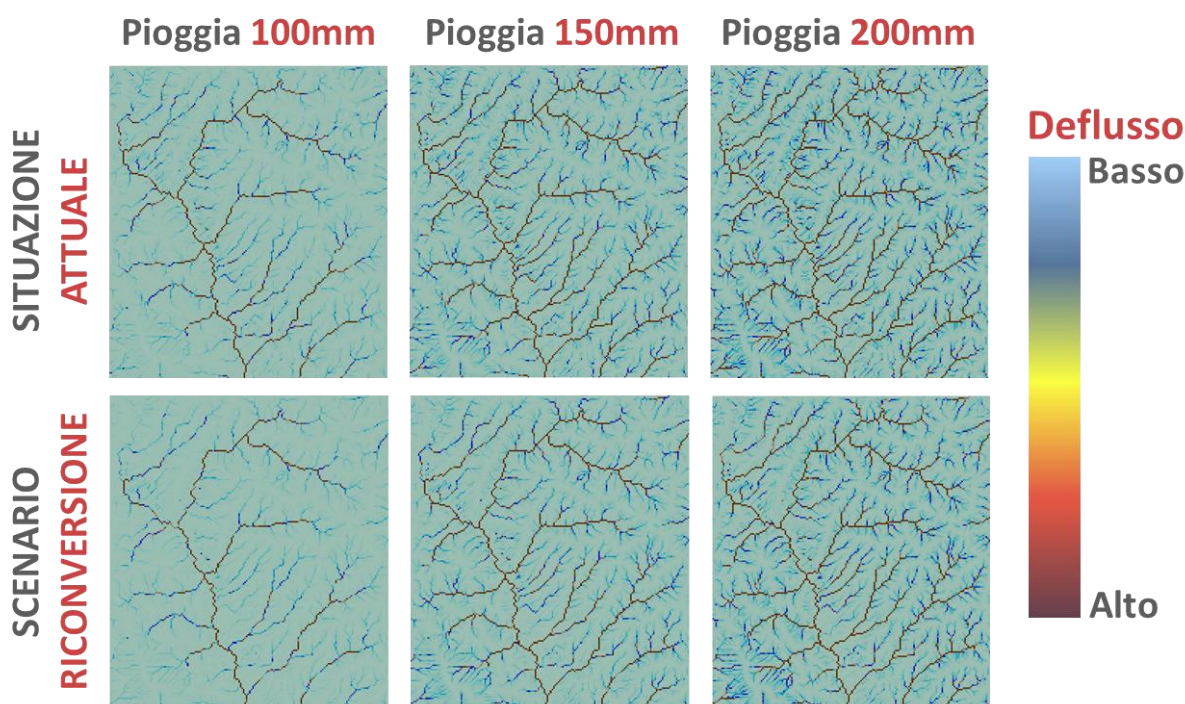 Pioggia 100mm
Pioggia 150mm
Pioggia 200mm
SITUAZIONE
ATTUALE
SCENARIO
RICONVERSIONE
Deflusso
Basso
Alto